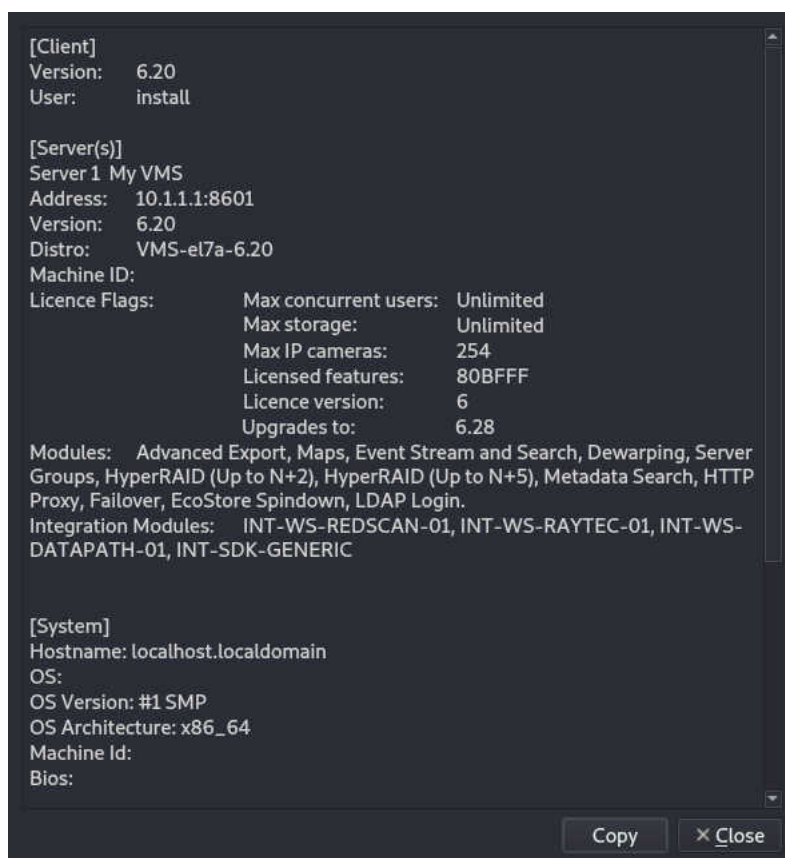 [Client]
Version: 6.20
User: install
[Server(s)]
Server 1 My VMS
Address: 10.1.1.1:8601
Version: 6.20
Distro: VMS-el7a-6.20
Machine ID:
Licence Flags: Max concurrent users: Unlimited
Max storage: Unlimited
Max IP cameras: 254
Licensed features: 80BFFF
Licence version: 6
Upgrades to: 6.28
Modules: Advanced Export, Maps, Event Stream and Search, Dewarping, Server
Groups, HyperRAID (Up to N+2), HyperRAID (Up to N+5), Metadata Search, HTTP
Proxy, Failover, EcoStore Spindown, LDAP Login.
Integration Modules: INT-WS-REDSCAN-01, INT-WS-RAYTEC-01, INT-WS-
DATAPATH-01, INT-SDK-GENERIC
[System]
Hostname: localhost.localdomain
OS:
OS Version: #1 SMP
OS Architecture: x86_64
Machine Id:
Bios:
Copy × Close